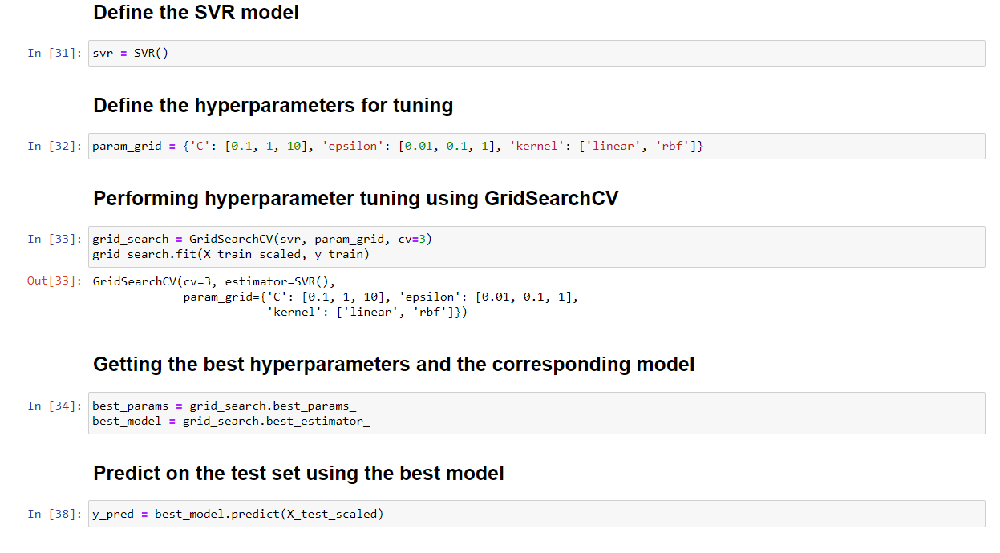 Define the SVR model
In [31]: svr = SVR()
Define the hyperparameters for tuning
In [32]: param_grid = {'C': [0.1, 1, 10], 'epsilon': [0.01, 0.1, 1], 'kernel': ['linear', 'rbf']}
Performing hyperparameter tuning using GridSearchCV
In [33]: grid_search = GridSearchCV(svr, param_grid, cv=3)
grid_search.fit(X_train_scaled, y_train)
Out[33]: GridSearchCV(cv=3, estimator=SVR(),
param_grid={'C': [0.1, 1, 10], 'epsilon': [0.01, 0.1, 1],
'kernel': ['linear', 'rbf']})
Getting the best hyperparameters and the corresponding model
In [34]: best_params = grid_search.best_params_
best_model = grid_search.best_estimator_
Predict on the test set using the best model
In [38]: y_pred = best_model.predict(X_test_scaled)